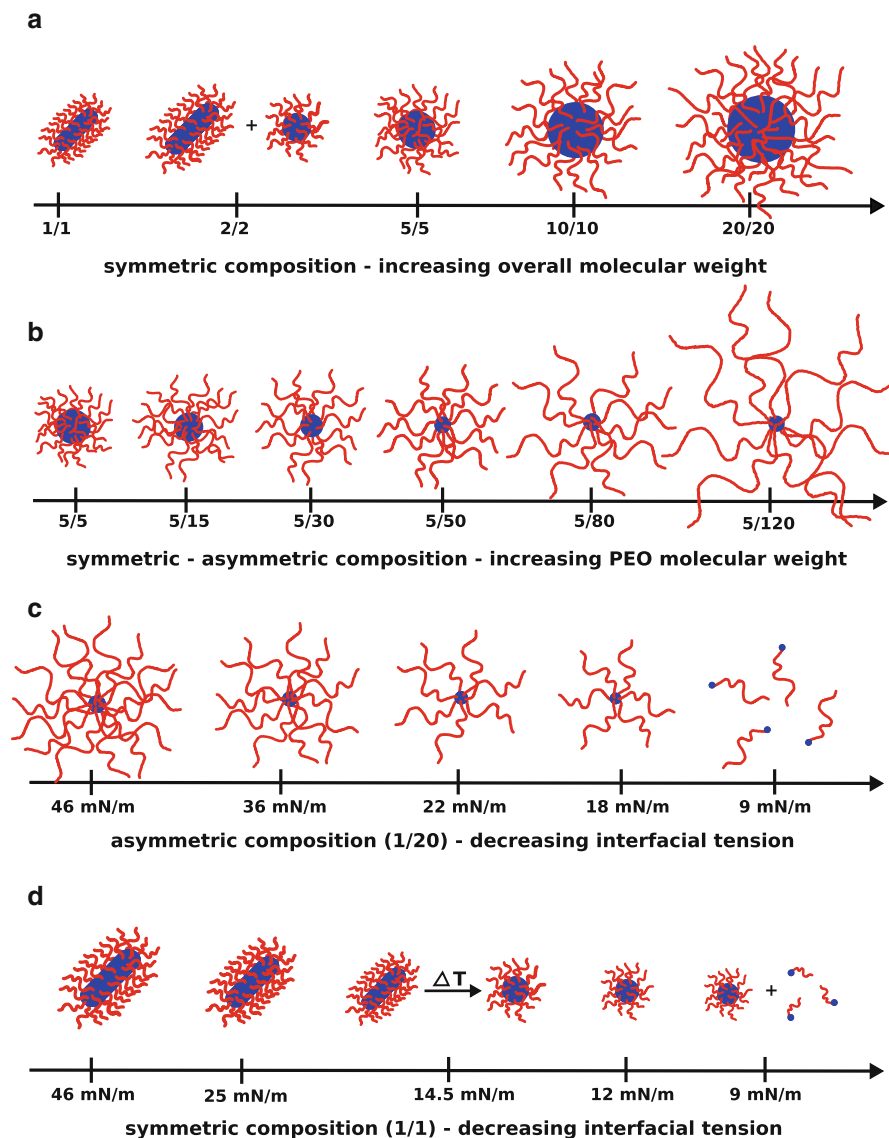 a
+
1/1 2/2 5/5 10/10 20/20
symmetric composition - increasing overall molecular weight
b
5/5 5/15 5/30 5/50 5/80 5/120
symmetric - asymmetric composition - increasing PEO molecular weight
c
46 mN/m 36 mN/m 22 mN/m 18 mN/m 9 mN/m
asymmetric composition (1/20) - decreasing interfacial tension
d
△T +
46 mN/m 25 mN/m 14.5 mN/m 12 mN/m 9 mN/m
symmetric composition (1/1) - decreasing interfacial tension